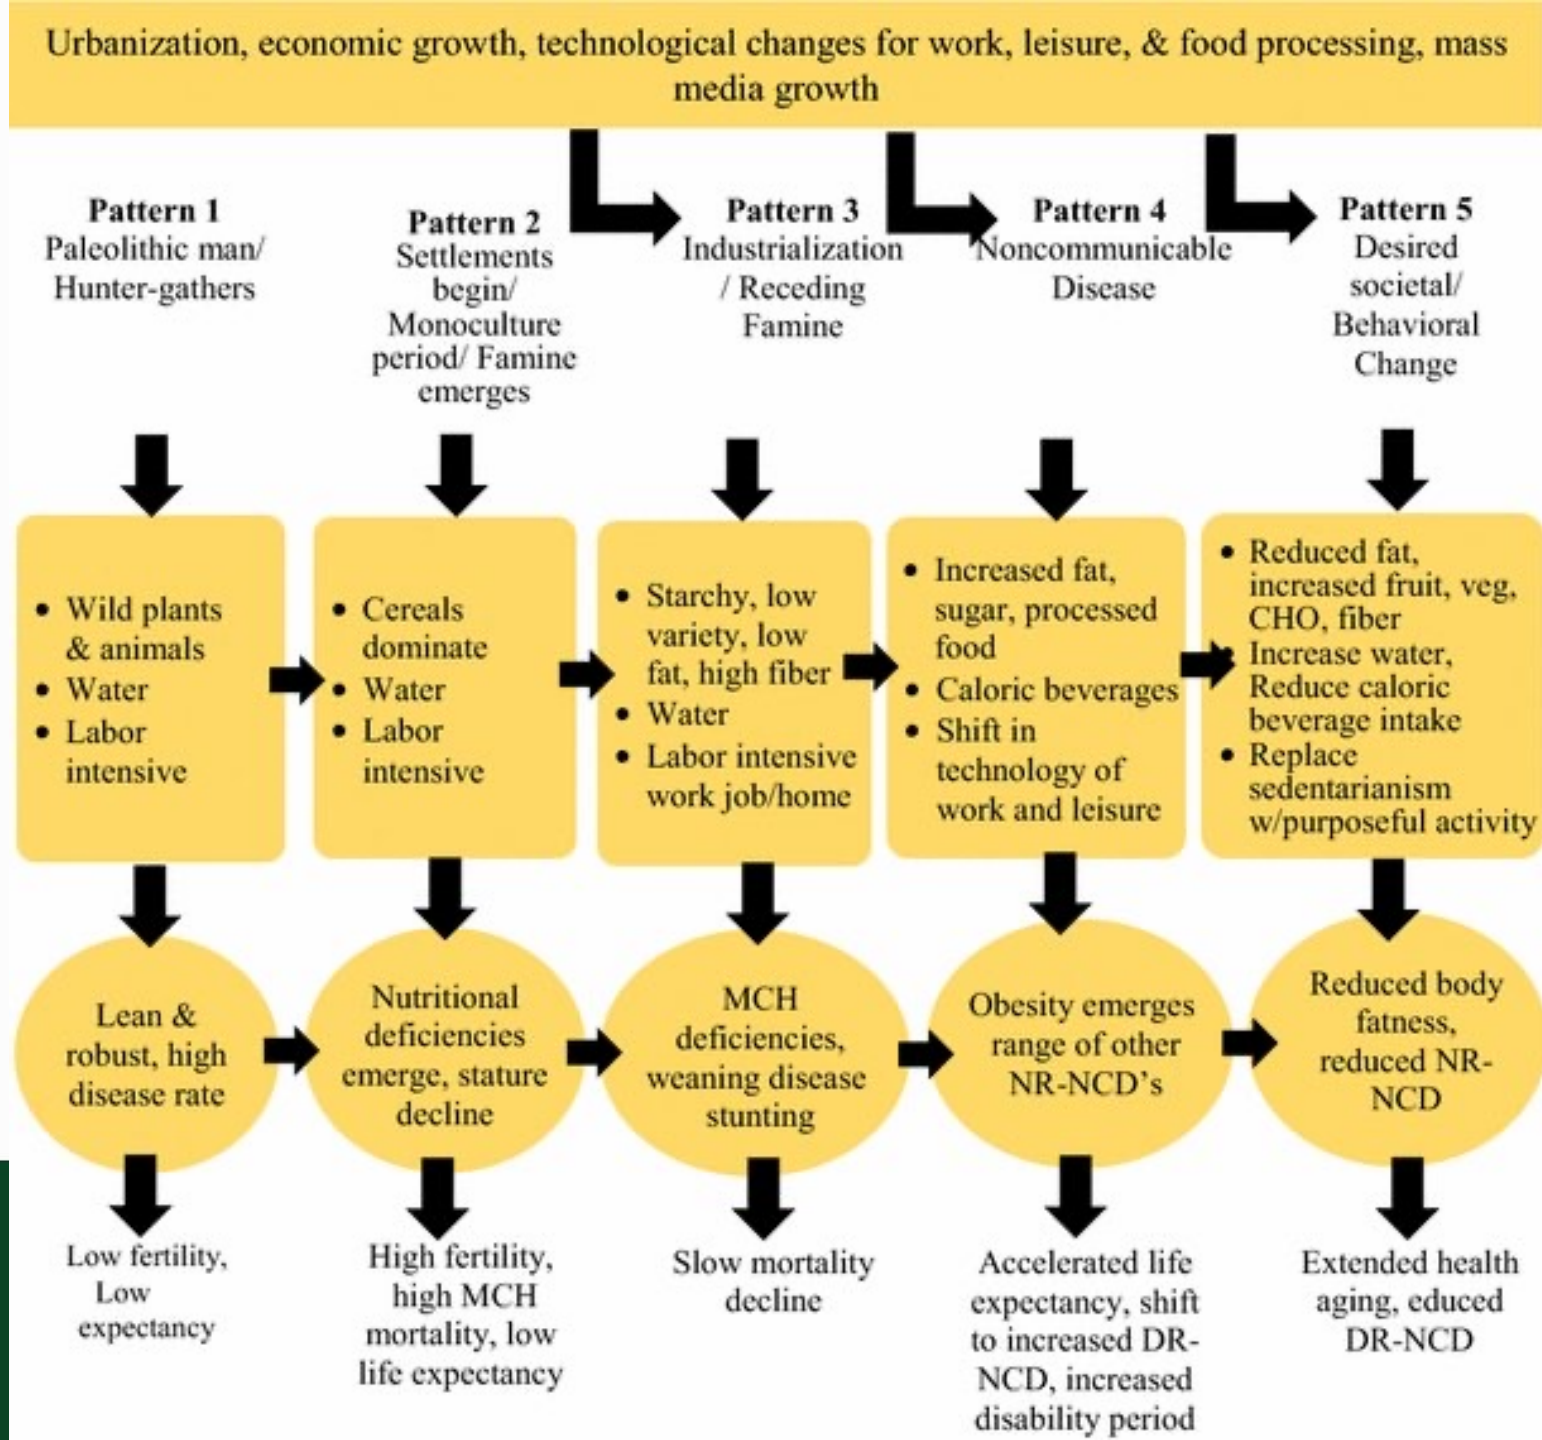 Urbanization, economic growth, technological changes for work, leisure, & food processing, mass
media growth
Pattern 1
Paleolithic man/
Hunter-gathers
Pattern 2
Settlements
begin/
Monoculture
period/ Famine
emerges
Pattern 3
Industrialization
/ Receding
Famine
Pattern 4
Noncommunicable
Disease
Pattern 5
Desired
societal/
Behavioral
Change
• Wild plants
& animals
• Water
• Labor
intensive
• Cereals
dominate
• Water
• Labor
intensive
• Starchy, low
variety, low
fat, high fiber
• Water
• Labor intensive
work job/home
• Increased fat,
sugar, processed
food
• Caloric beverages
• Shift in
technology of
work and leisure
• Reduced fat,
increased fruit, veg,
CHO, fiber
• Increase water,
Reduce caloric
beverage intake
• Replace
sedentarianism
w/purposeful activity
Lean &
robust, high
disease rate
Nutritional
deficiencies
emerge, stature
decline
MCH
deficiencies,
weaning disease
stunting
Obesity emerges
range of other
NR-NCD's
Reduced body
fatness,
reduced NR-
NCD
Low fertility,
Low
expectancy
High fertility,
high MCH
mortality, low
life expectancy
Slow mortality
decline
Accelerated life
expectancy, shift
to increased DR-
NCD, increased
disability period
Extended health
aging, educed
DR-NCD